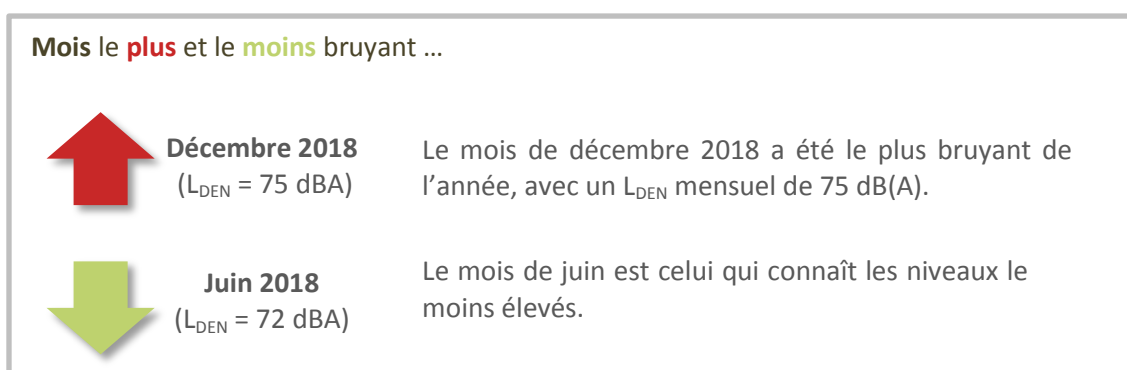 Mois le plus et le moins bruyant …
Décembre 2018
(LDEN = 75 dBA)
Le mois de décembre 2018 a été le plus bruyant de
l’année, avec un LDEN mensuel de 75 dB(A).
Juin 2018
(LDEN = 72 dBA)
Le mois de juin est celui qui connaît les niveaux le
moins élevés.